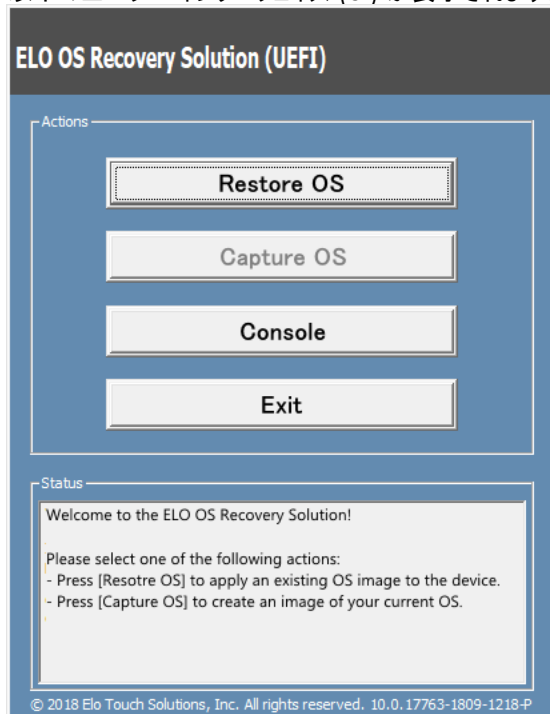 ELO OS Recovery Solution (UEFI)
Actions
Restore OS
Capture OS
Console
Exit
Status
Welcome to the ELO OS Recovery Solution!
Please select one of the following actions:
- Press [Resotre OS] to apply an existing OS image to the device.
- Press [Capture OS] to create an image of your current OS.
© 2018 Elo Touch Solutions, Inc. All rights reserved. 10.0.17763-1809-1218-P